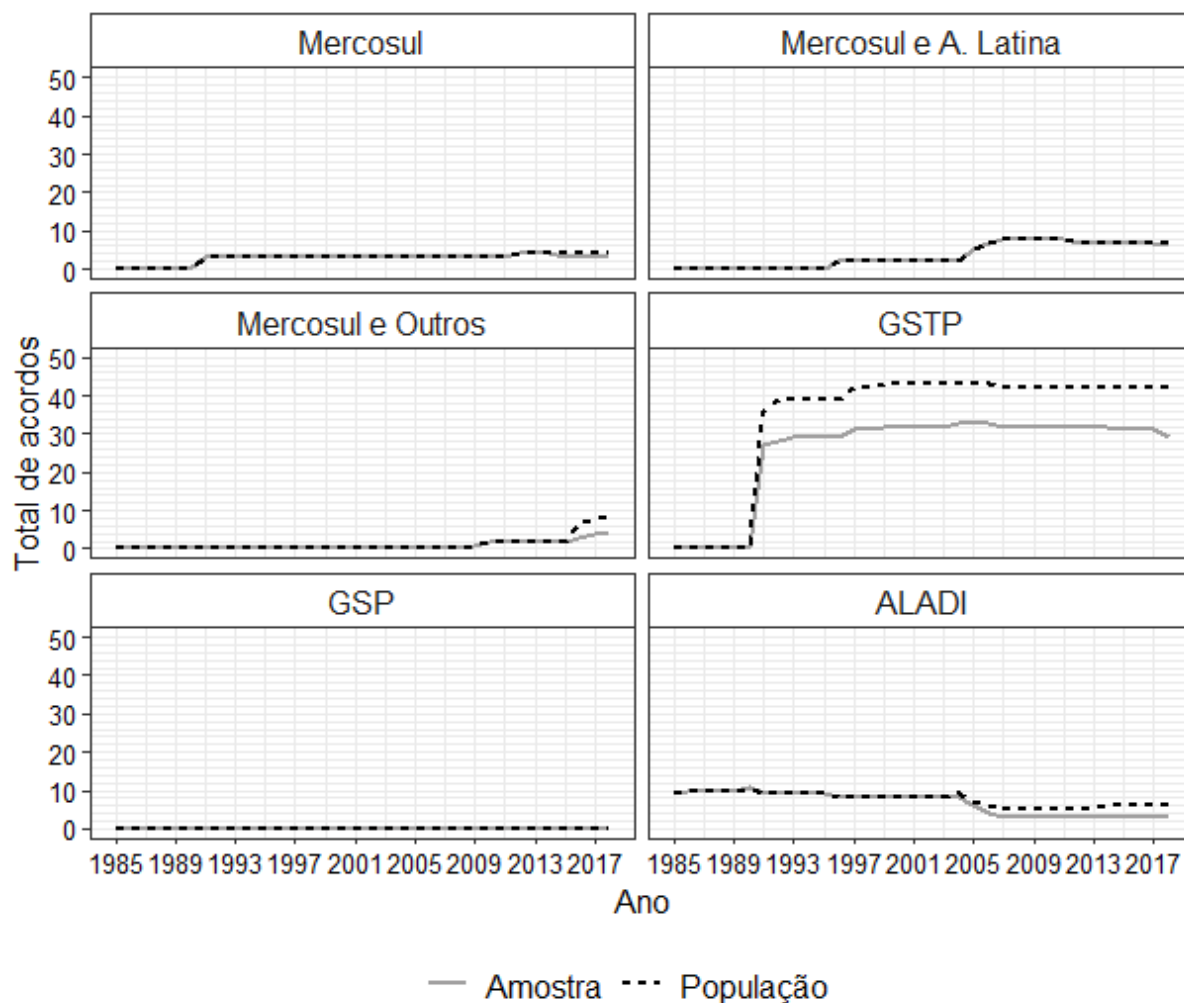 Mercosul
Mercosul e A. Latina
50
40
30
20
10
0
Mercosul e Outros
GSTP
50
40
30
20
10
0
GSP
ALADI
50
40
30
20
10
0
1985 1989 1993 1997 2001 2005 2009 2013 2017
1985 1989 1993 1997 2001 2005 2009 2013 2017
Total de acordos
Ano
Amostra
População